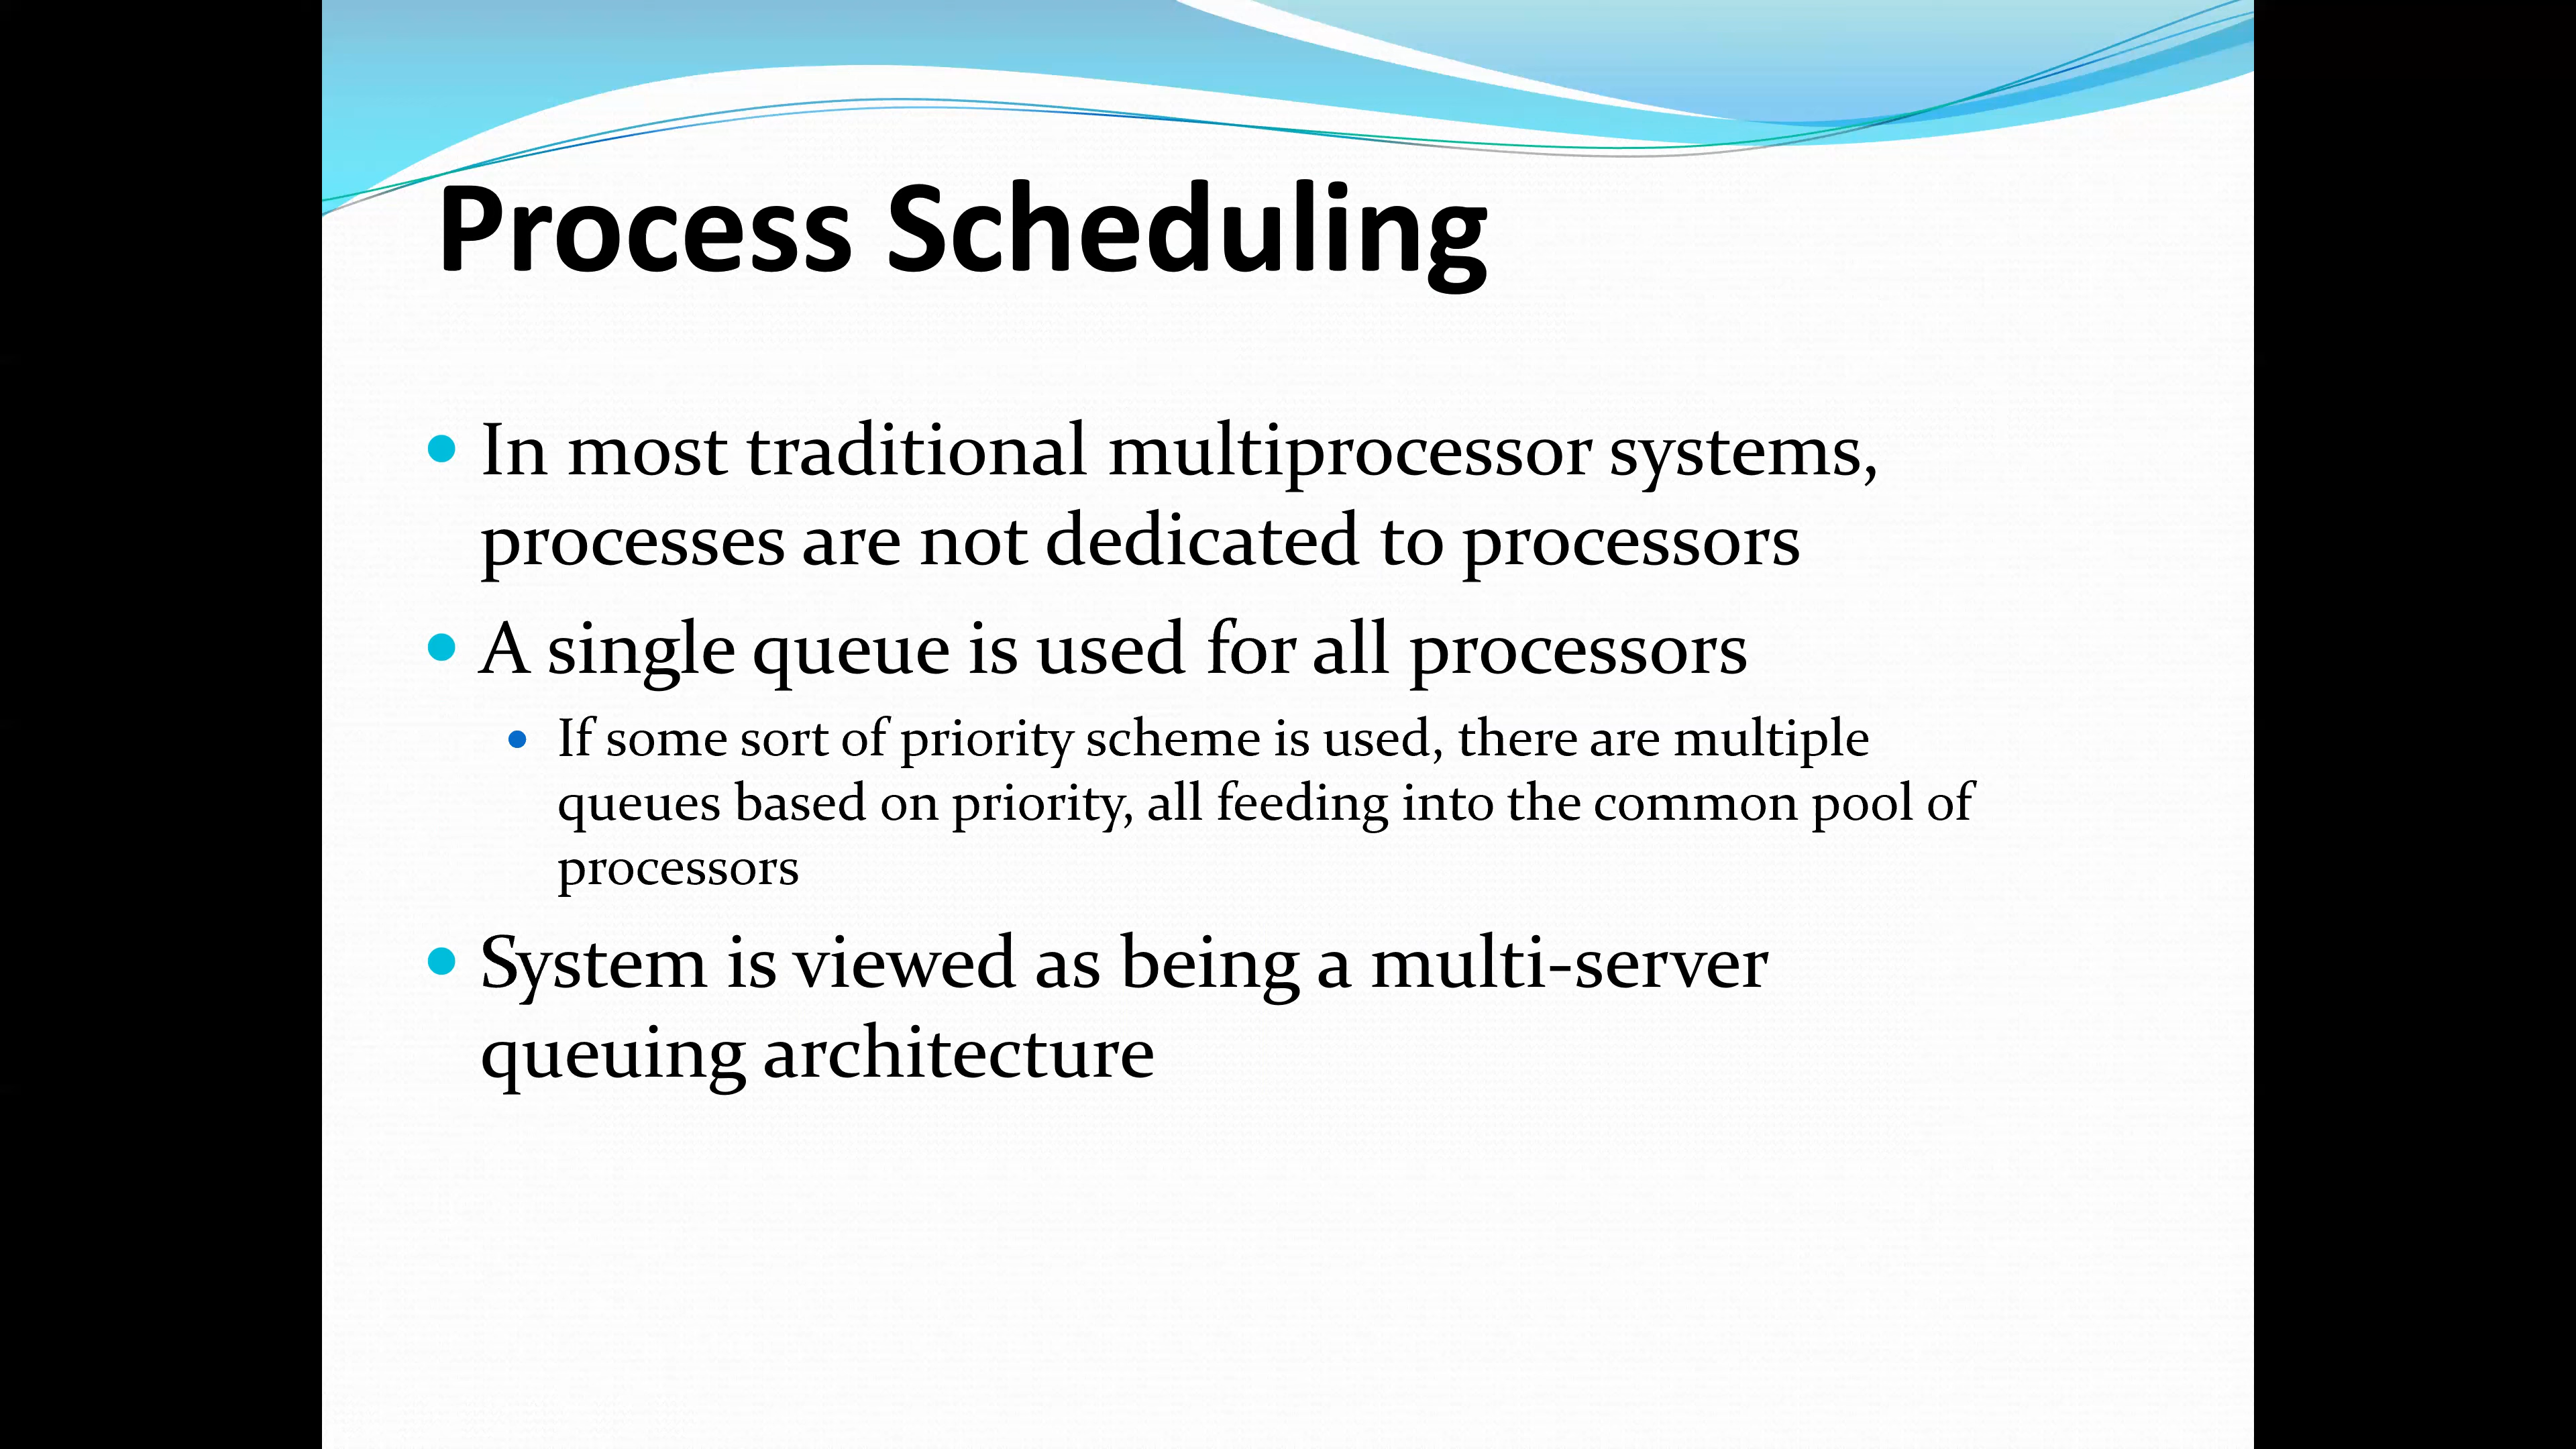 Process Scheduling
In most traditional multiprocessor systems,
processes are not dedicated to processors
A single queue is used for all processors
If some sort of priority scheme is used, there are multiple
queues based on priority, all feeding into the common pool of
processors
System is viewed as being a multi-server
queuing architecture